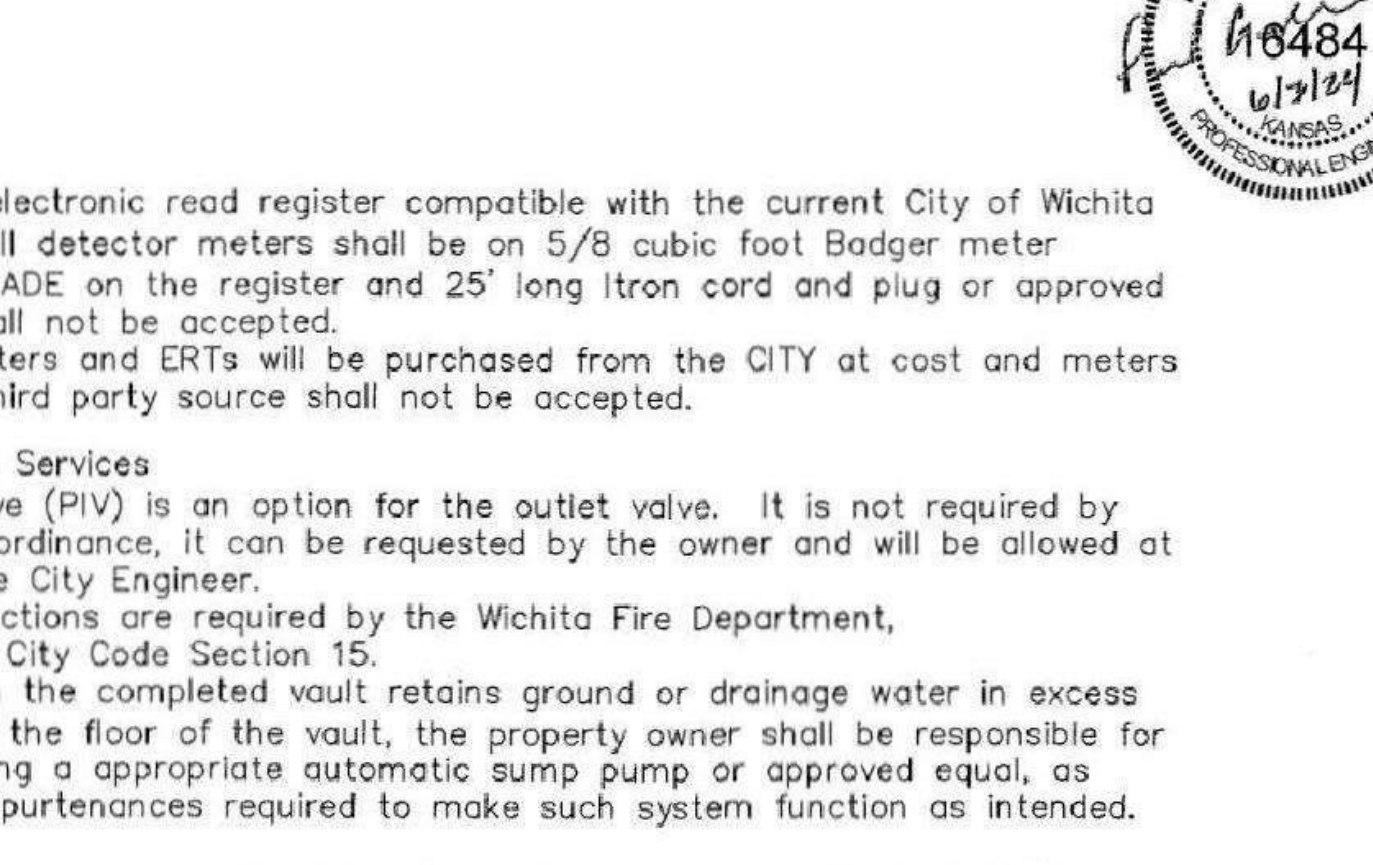 16484
6/7/24
KANSAS
PROFESSIONAL ENGI
electronic read register compatible with the current City of Wichita
ll detector meters shall be on 5/8 cubic foot Badger meter
ADE on the register and 25' long Itron cord and plug or approved
all not be accepted.
ters and ERTs will be purchased from the CITY at cost and meters
hird party source shall not be accepted.
Services
ve (PIV) is an option for the outlet valve. It is not required by
ordinance, it can be requested by the owner and will be allowed at
e City Engineer.
ctions are required by the Wichita Fire Department,
City Code Section 15.
the completed vault retains ground or drainage water in excess
the floor of the vault, the property owner shall be responsible for
ng a appropriate automatic sump pump or approved equal, as
purtenances required to make such system function as intended.